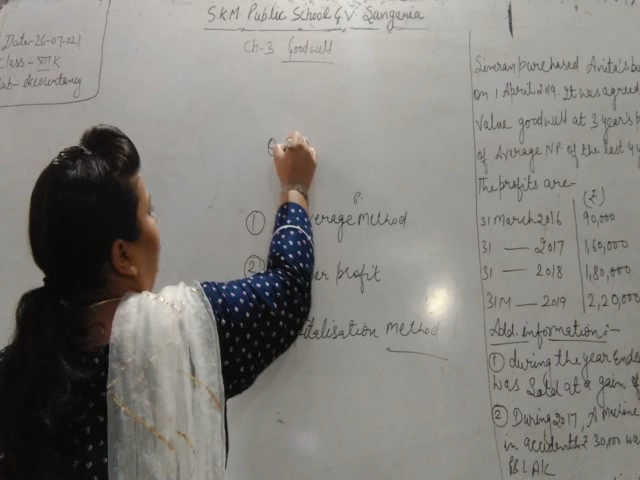 S.K.M Public School G.V. Sangaria
Ch-3 Goodwill
Date-26-07-021
Class- XII K
Sub- Accountancy
P.
① verage Method
② er profit
italisation Method
Simran purchased Anita's bu
on 1 April 2019. It was agreed
Value goodwill at 3 years p
of Average N.P. of the last 4 y
The profits are-
(₹)
31 March 2016 90,000
31 — 2017 1,60,000
31 — 2018 1,80,000
31 M — 2019 2,20,000
Add. information:-
① during the year Ende
was Sold at a gain of
② During 2017, A Machine
in accident ₹ 30,000 wa
P&L A/c